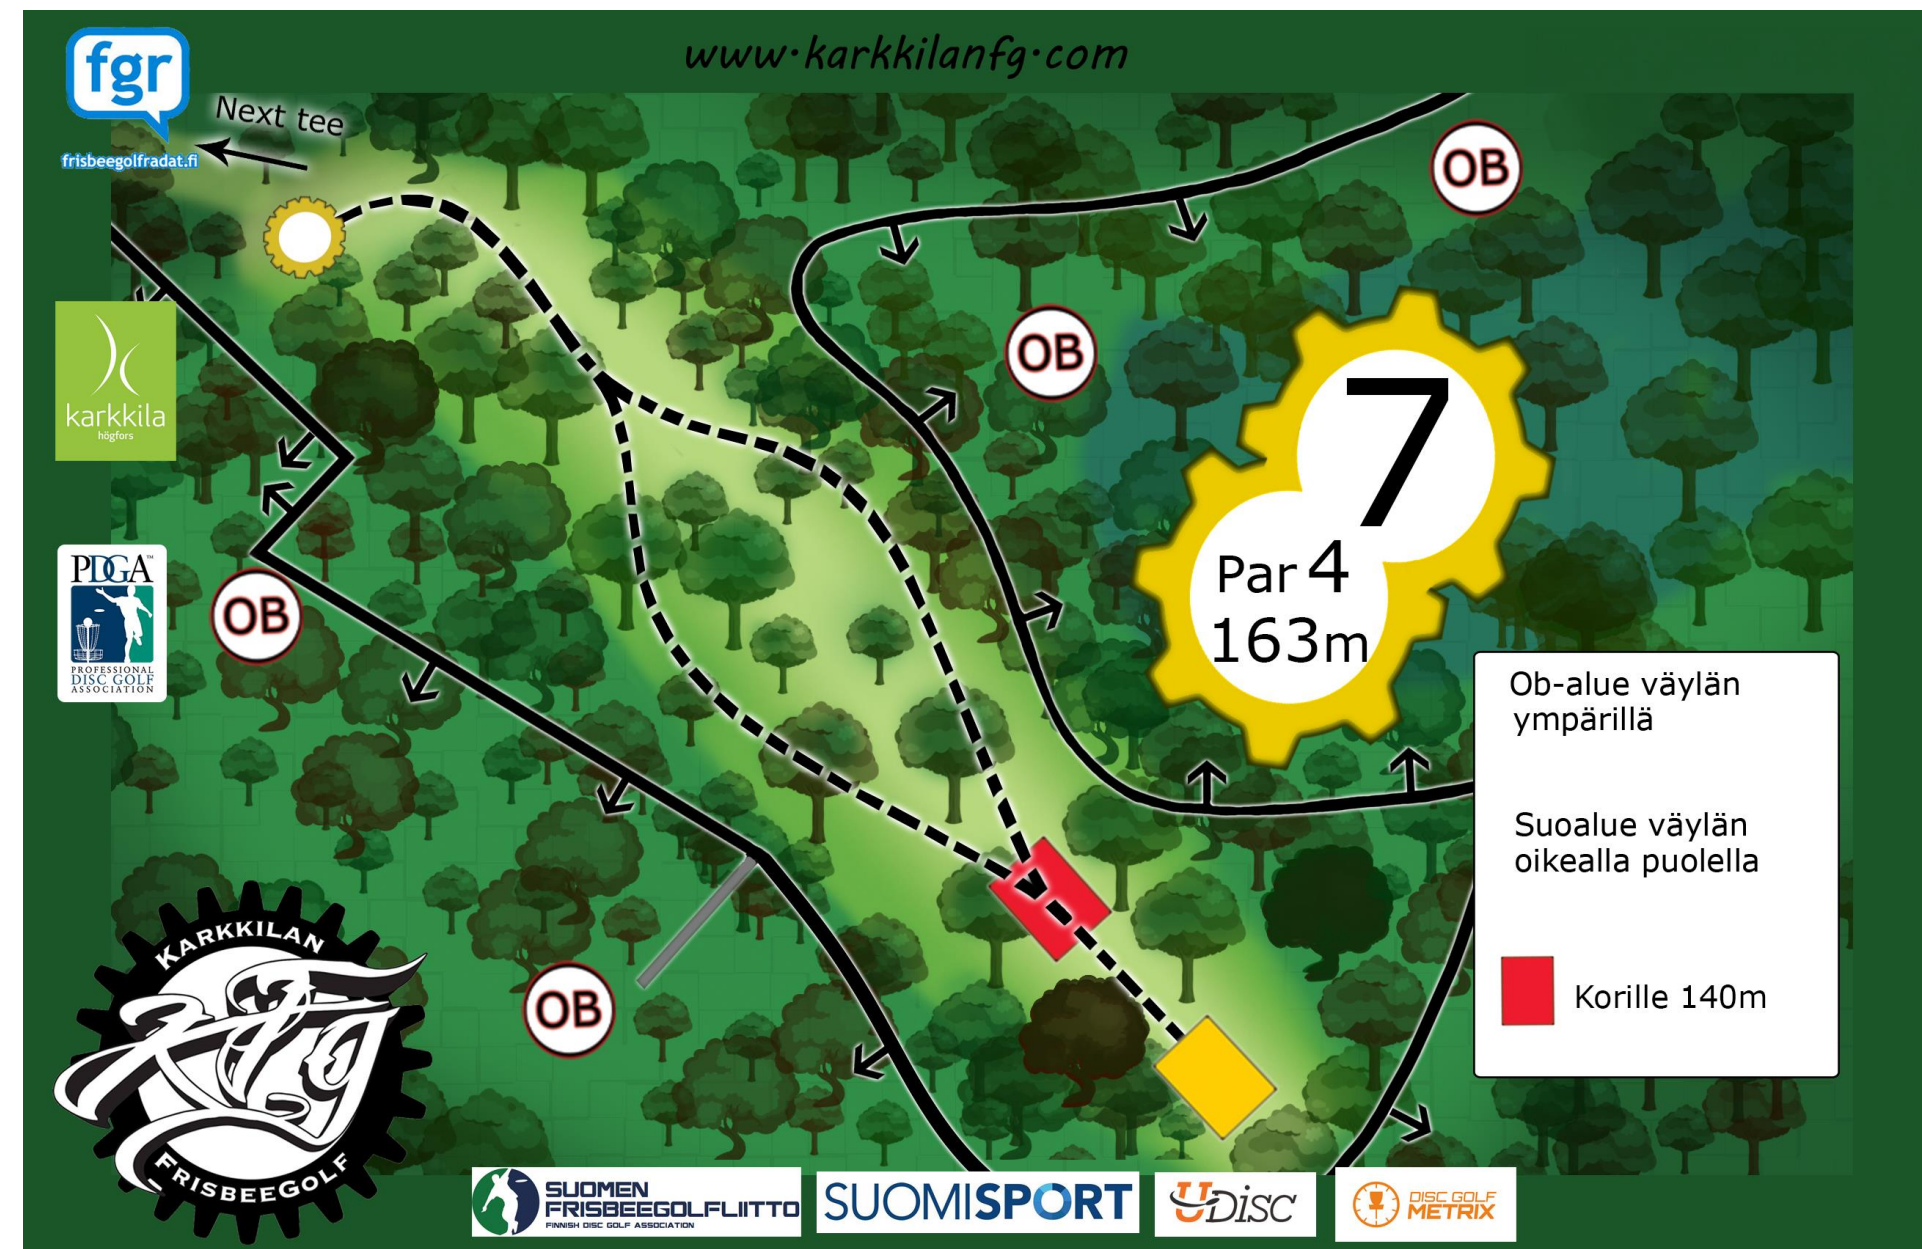 www.karkkilanfg.com
fgr
frisbeegolfradat.fi
Next tee
OB
OB
7
karkkila
högfors
Par 4
163m
PDGA™
PROFESSIONAL
DISC GOLF
ASSOCIATION
OB
Ob-alue väylän
ympärillä
Suoalue väylän
oikealla puolella
Korille 140m
OB
KARKKILAN
KFg
FRISBEEGOLF
SUOMEN
FRISBEEGOLFLIITTO
FINNISH DISC GOLF ASSOCIATION
SUOMISPORT
UDisc
DISC GOLF
METRIX